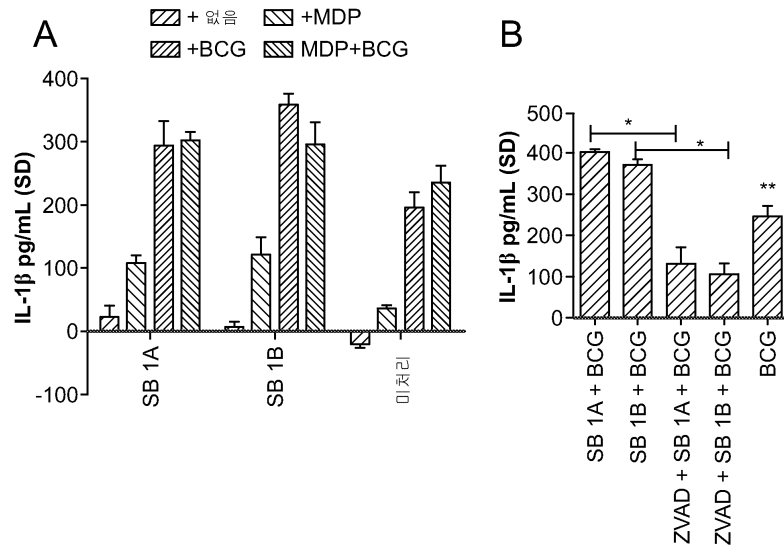 A
+ 없음 +MDP
+BCG MDP+BCG
IL-1β pg/mL (SD)
400
300
200
100
0
-100
SB 1A
SB 1B
미처리
B
IL-1β pg/mL (SD)
500
400
300
200
100
0
*
*
**
SB 1A + BCG
SB 1B + BCG
ZVAD + SB 1A + BCG
ZVAD + SB 1B + BCG
BCG